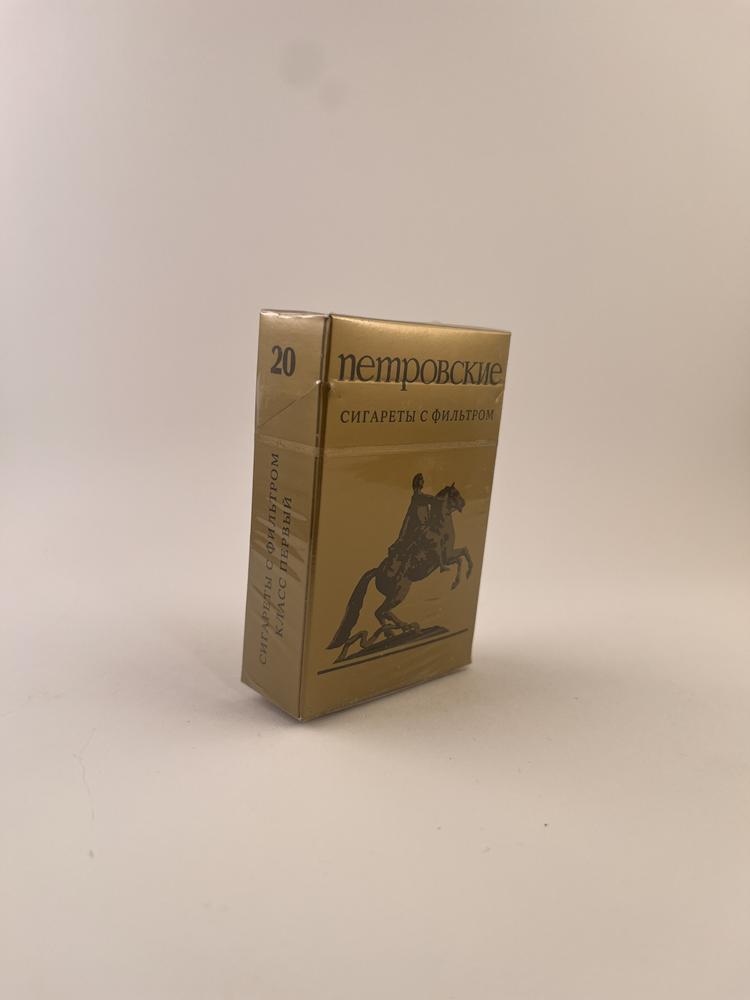 20
петровские
СИГАРЕТЫ С ФИЛЬТРОМ
СИГАРЕТЫ С ФИЛЬТРОМ
КЛАСС ПЕРВЫЙ